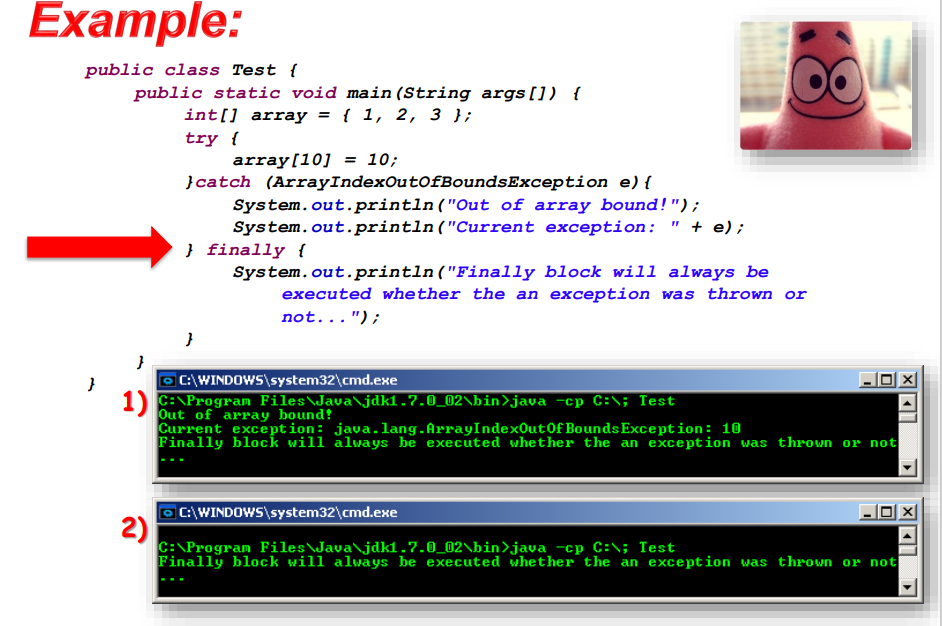 Example:
public class Test {
public static void main(String args[]) {
int[] array = { 1, 2, 3 };
try {
array[10] = 10;
}catch (ArrayIndexOutOfBoundsException e){
System.out.println("Out of array bound!");
System.out.println("Current exception: " + e);
} finally {
System.out.println("Finally block will always be
executed whether the an exception was thrown or
not...");
}
}
}
1)
C:\WINDOWS\system32\cmd.exe
C:\Program Files\Java\jdk1.7.0_02\bin>java -cp C:\; Test
Out of array bound!
Current exception: java.lang.ArrayIndexOutOfBoundsException: 10
Finally block will always be executed whether the an exception was thrown or not
...
2)
C:\WINDOWS\system32\cmd.exe
C:\Program Files\Java\jdk1.7.0_02\bin>java -cp C:\; Test
Finally block will always be executed whether the an exception was thrown or not
...